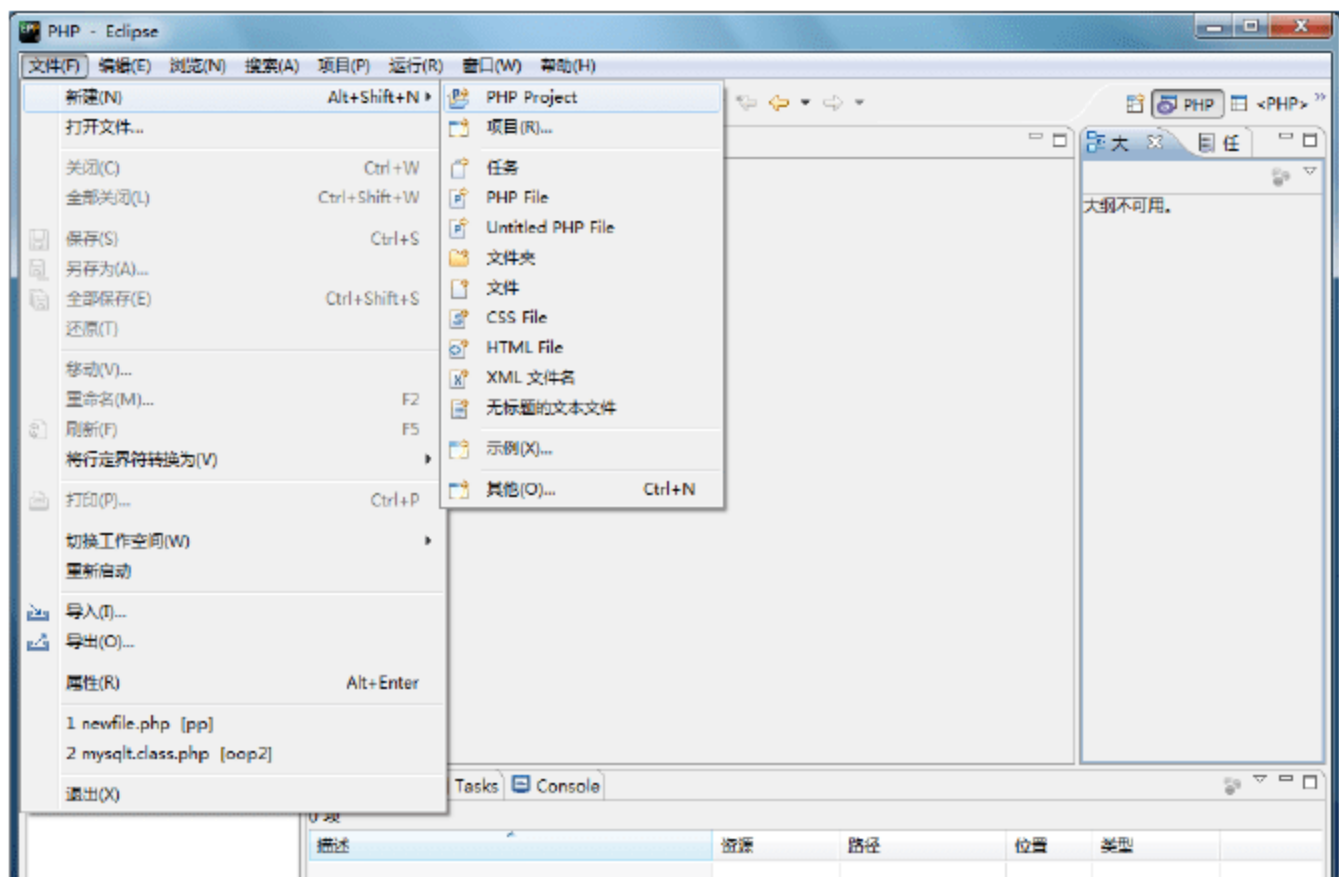 PHP - Eclipse
文件(F) 编辑(E) 浏览(N) 搜索(A) 项目(P) 运行(R) 窗口(W) 帮助(H)
新建(N) Alt+Shift+N
打开文件...
关闭(C) Ctrl+W
全部关闭(L) Ctrl+Shift+W
保存(S) Ctrl+S
另存为(A)...
全部保存(E) Ctrl+Shift+S
还原(T)
移动(V)...
重命名(M)... F2
刷新(F) F5
将行定界符转换为(V)
打印(P)... Ctrl+P
切换工作空间(W)
重新启动
导入(I)...
导出(O)...
属性(R) Alt+Enter
1 newfile.php [pp]
2 mysqlt.class.php [oop2]
退出(X)
PHP Project
项目(R)...
任务
PHP File
Untitled PHP File
文件夹
文件
CSS File
HTML File
XML 文件名
无标题的文本文件
示例(X)...
其他(O)... Ctrl+N
PHP <PHP> »
大 任
大纲不可用。
Tasks Console
0 项
描述 资源 路径 位置 类型